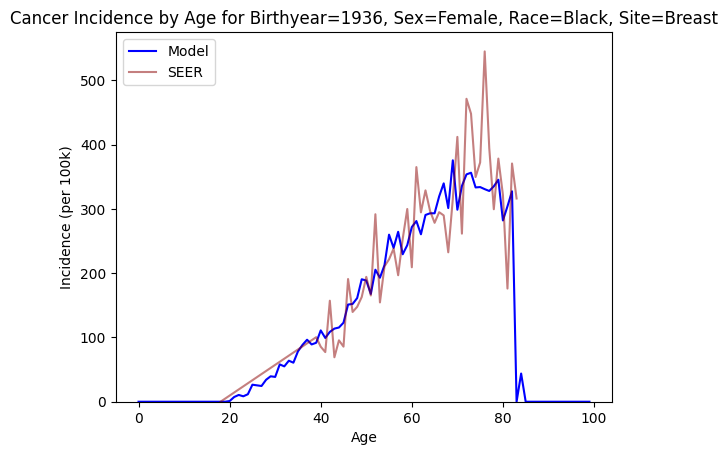 Cancer Incidence by Age for Birthyear=1936, Sex=Female, Race=Black, Site=Breast
Model
SEER
Incidence (per 100k)
500
400
300
200
100
0
0 20 40 60 80 100
Age